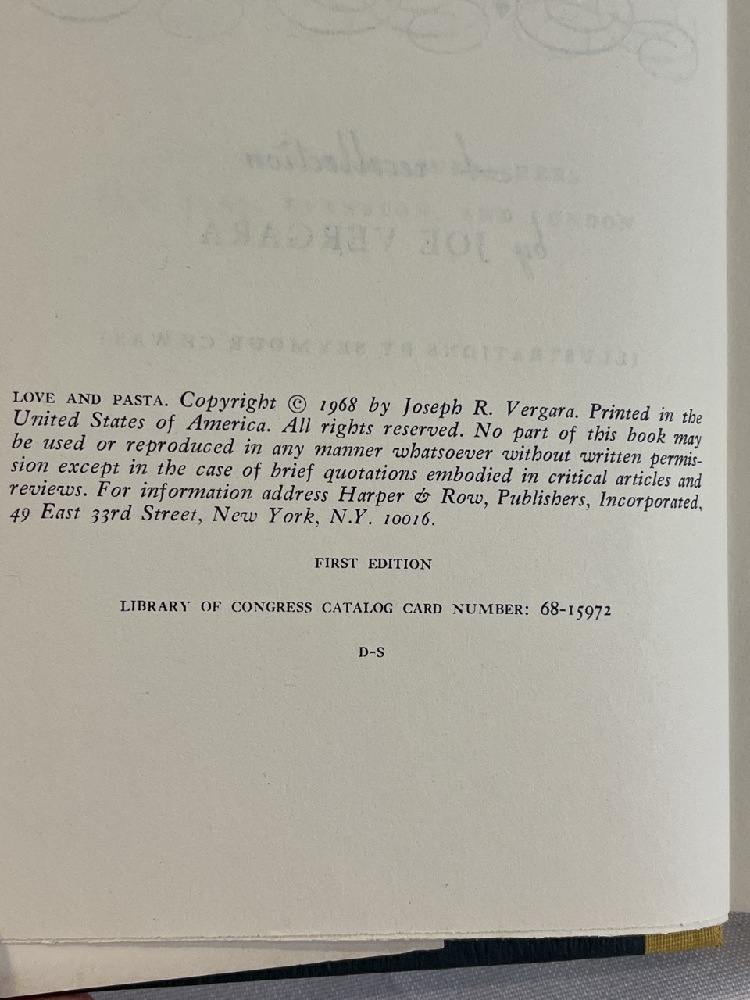 LOVE AND PASTA. Copyright © 1968 by Joseph R. Vergara. Printed in the
United States of America. All rights reserved. No part of this book may
be used or reproduced in any manner whatsoever without written permis-
sion except in the case of brief quotations embodied in critical articles and
reviews. For information address Harper & Row, Publishers, Incorporated,
49 East 33rd Street, New York, N.Y. 10016.
FIRST EDITION
LIBRARY OF CONGRESS CATALOG CARD NUMBER: 68-15972
D-S